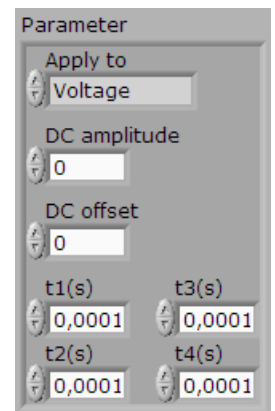 Parameter
Apply to
Voltage
DC amplitude
0
DC offset
0
t1(s) t3(s)
0,0001 0,0001
t2(s) t4(s)
0,0001 0,0001